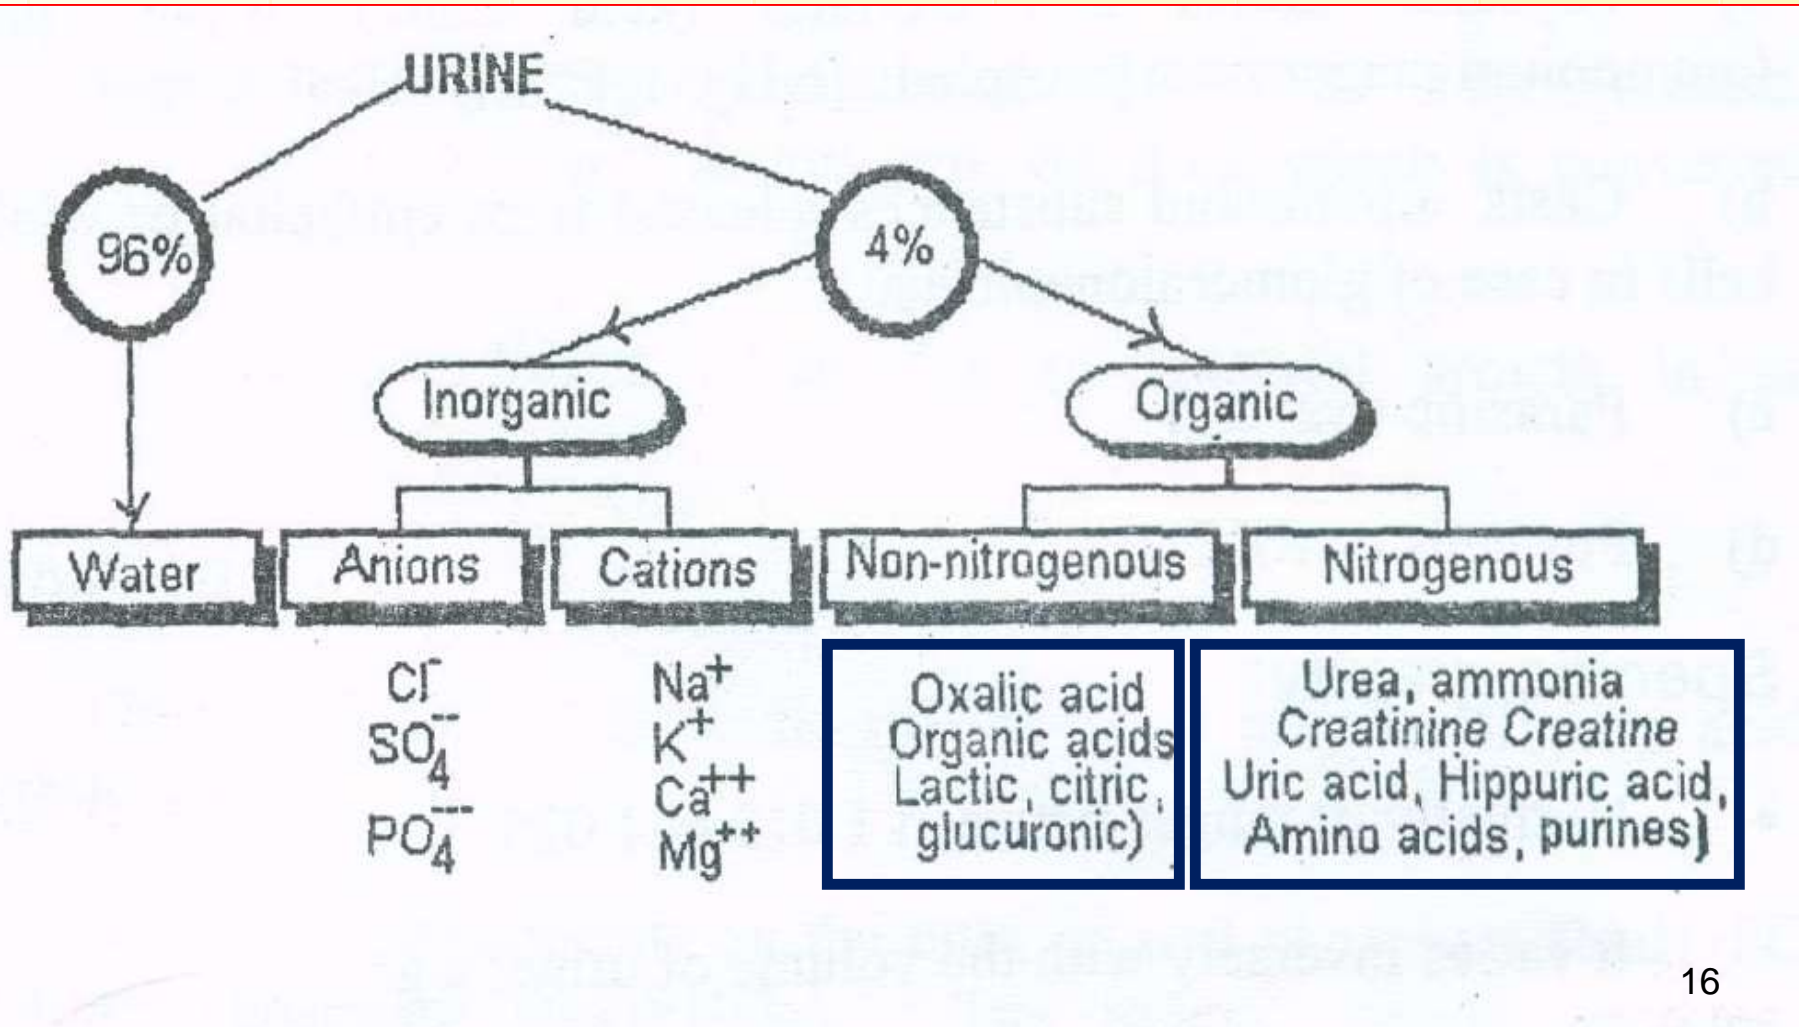 URINE
96%
4%
Inorganic
Organic
Water
Anions
Cations
Non-nitrogenous
Nitrogenous
Cl⁻
SO₄⁻⁻
PO₄⁻⁻⁻
Na⁺
K⁺
Ca⁺⁺
Mg⁺⁺
Oxalic acid
Organic acids
Lactic, citric,
glucuronic)
Urea, ammonia
Creatinine Creatine
Uric acid, Hippuric acid,
Amino acids, purines)
16